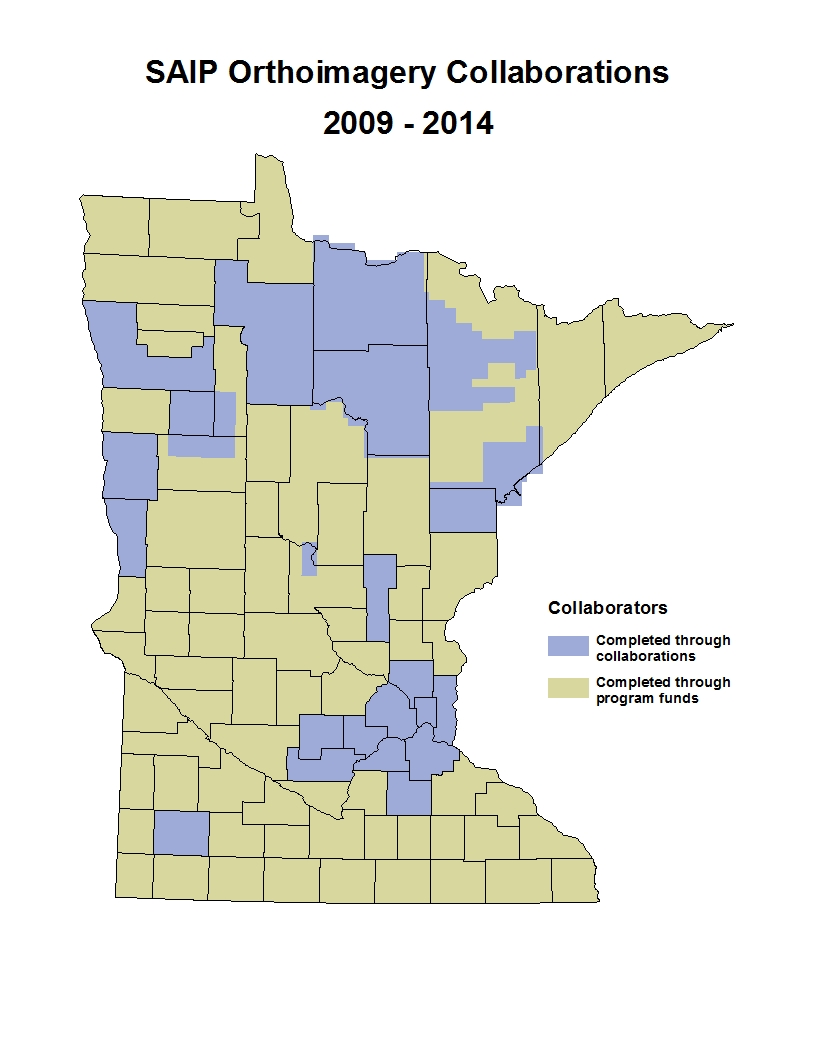 SAIP Orthoimagery Collaborations
2009 - 2014
Collaborators
Completed through
collaborations
Completed through
program funds